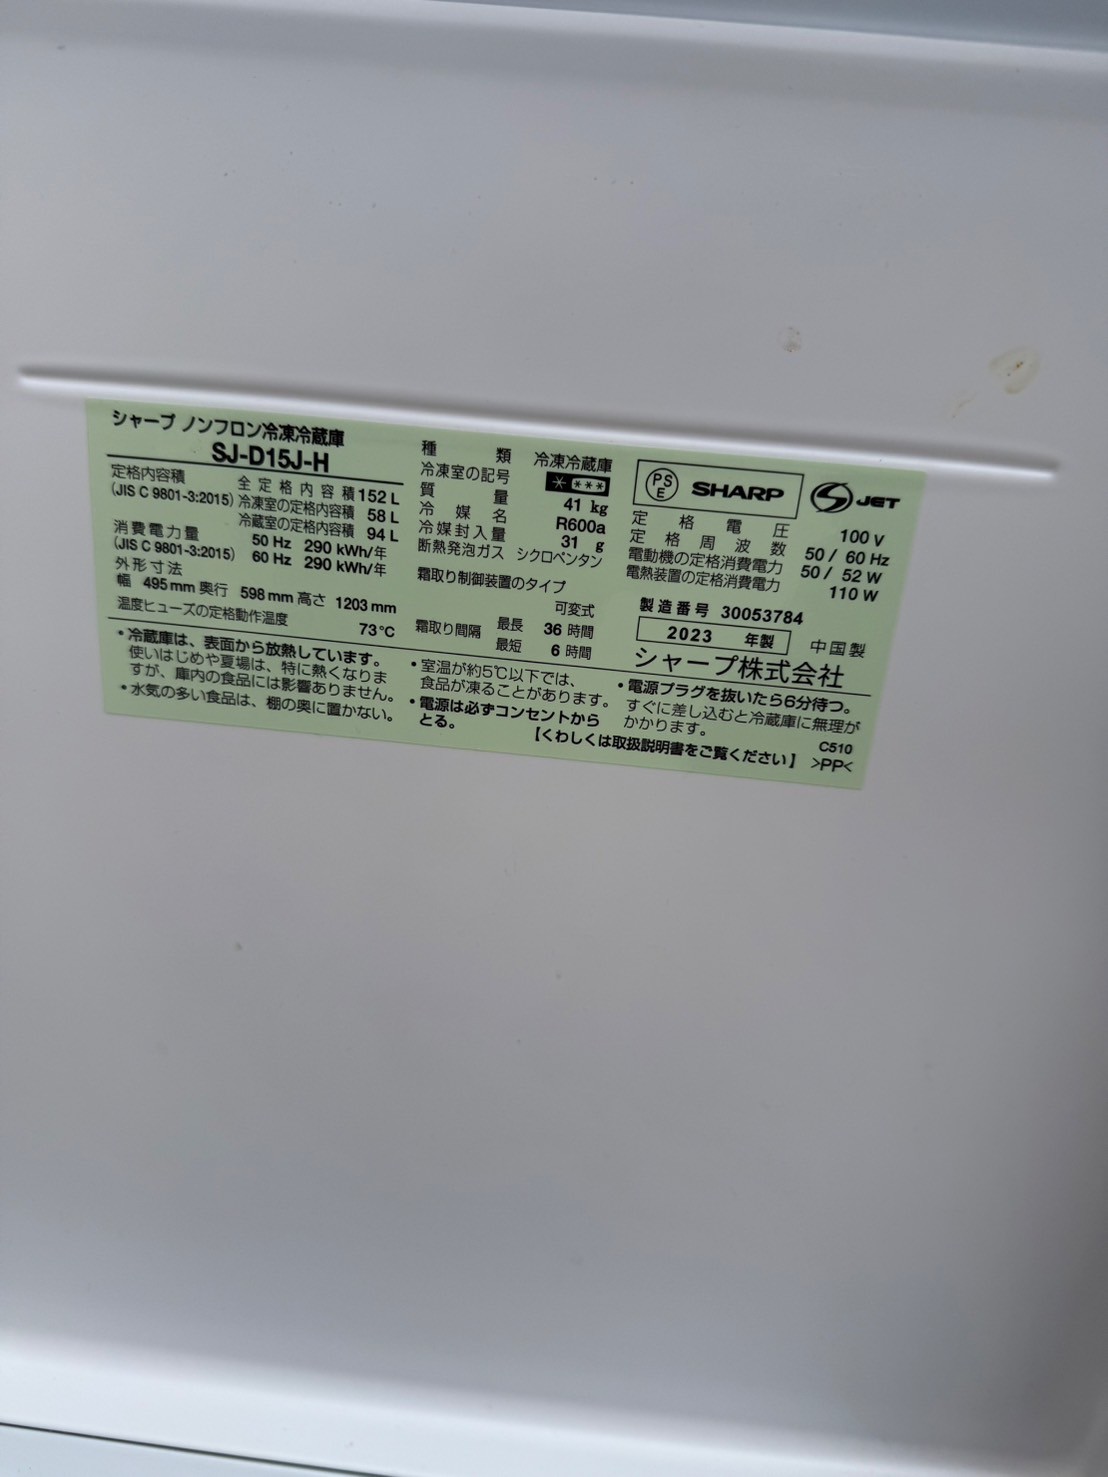 シャープ ノンフロン冷凍冷蔵庫
SJ-D15J-H
定格内容積
(JIS C 9801-3:2015)
全定格内容積 152 L
冷凍室の定格内容積 58 L
冷蔵室の定格内容積 94 L
消費電力量
(JIS C 9801-3:2015)
50 Hz 290 kWh/年
60 Hz 290 kWh/年
外形寸法
幅 495 mm 奥行 598 mm 高さ 1203 mm
温度ヒューズの定格動作温度
73℃
種類 冷凍冷蔵庫
冷凍室の記号 ****
質量 41 kg
冷媒名 R600a
冷媒封入量 31 g
断熱発泡ガス シクロペンタン
霜取り制御装置のタイプ
可変式
霜取り間隔 最長 36 時間
最短 6 時間
PS
E
SHARP
JET
定格電圧 100 V
定格周波数 50 / 60 Hz
電動機の定格消費電力 50 / 52 W
電熱装置の定格消費電力 110 W
製造番号 30053784
2023 年製 中国製
シャープ株式会社
・冷蔵庫は、表面から放熱しています。
使いはじめや夏場は、特に熱くなりま
すが、庫内の食品には影響ありません。
・水気の多い食品は、棚の奥に置かない。
・室温が約5℃以下では、
食品が凍ることがあります。
・電源は必ずコンセントから
とる。
・電源プラグを抜いたら6分待つ。
すぐに差し込むと冷蔵庫に無理が
かかります。
【くわしくは取扱説明書をご覧ください】
C510
>PP<